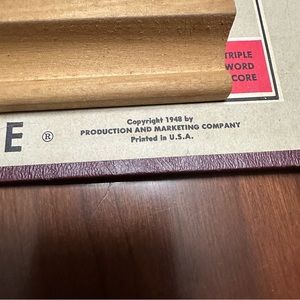 TRIPLE
WORD
SCORE
E ®
Copyright 1948 by
PRODUCTION AND MARKETING COMPANY
Printed in U.S.A.